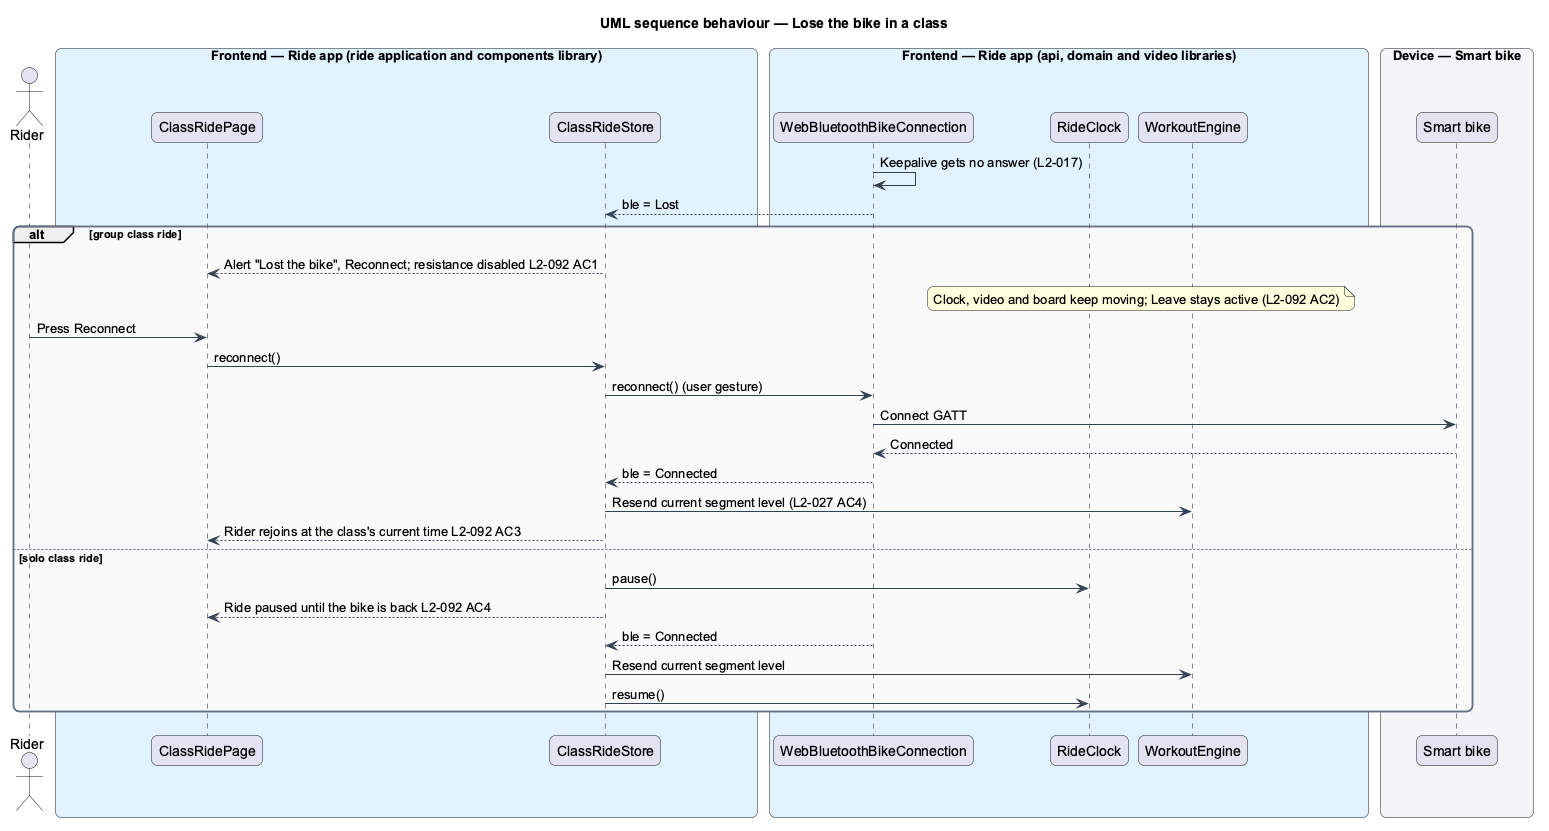 UML sequence behaviour — Lose the bike in a class
Frontend — Ride app (ride application and components library)
Frontend — Ride app (api, domain and video libraries)
Device — Smart bike
Rider
ClassRidePage
ClassRideStore
WebBluetoothBikeConnection
RideClock
WorkoutEngine
Smart bike
Keepalive gets no answer (L2-017)
ble = Lost
alt
[group class ride]
Alert "Lost the bike", Reconnect; resistance disabled L2-092 AC1
Clock, video and board keep moving; Leave stays active (L2-092 AC2)
Press Reconnect
reconnect()
reconnect() (user gesture)
Connect GATT
Connected
ble = Connected
Resend current segment level (L2-027 AC4)
Rider rejoins at the class's current time L2-092 AC3
[solo class ride]
pause()
Ride paused until the bike is back L2-092 AC4
ble = Connected
Resend current segment level
resume()
Rider
ClassRidePage
ClassRideStore
WebBluetoothBikeConnection
RideClock
WorkoutEngine
Smart bike